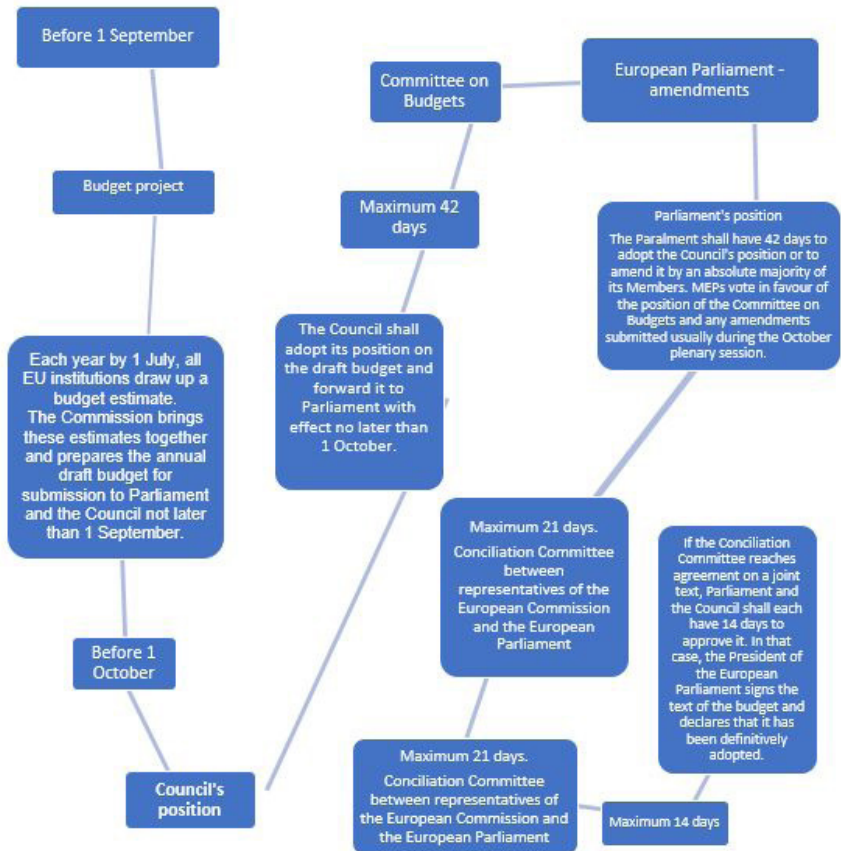 Before 1 September
Budget project
Each year by 1 July, all
EU institutions draw up a
budget estimate.
The Commission brings
these estimates together
and prepares the annual
draft budget for
submission to Parliament
and the Council not later
than 1 September.
Before 1
October
Council's
position
The Council shall
adopt its position on
the draft budget and
forward it to
Parliament with
effect no later than
1 October.
Maximum 42
days
Committee on
Budgets
European Parliament -
amendments
Parliament's position
The Paralment shall have 42 days to
adopt the Council's position or to
amend it by an absolute majority of
its Members. MEPs vote in favour of
the position of the Committee on
Budgets and any amendments
submitted usually during the October
plenary session.
Maximum 21 days.
Conciliation Committee
between
representatives of the
European Commission
and the European
Parliament
Maximum 21 days.
Conciliation Committee
between representatives of
the European Commission and
the European Parliament
Maximum 14 days
If the Conciliation
Committee reaches
agreement on a joint
text, Parliament and
the Council shall each
have 14 days to
approve it. In that
case, the President of
the European
Parliament signs the
text of the budget and
declares that it has
been definitively
adopted.